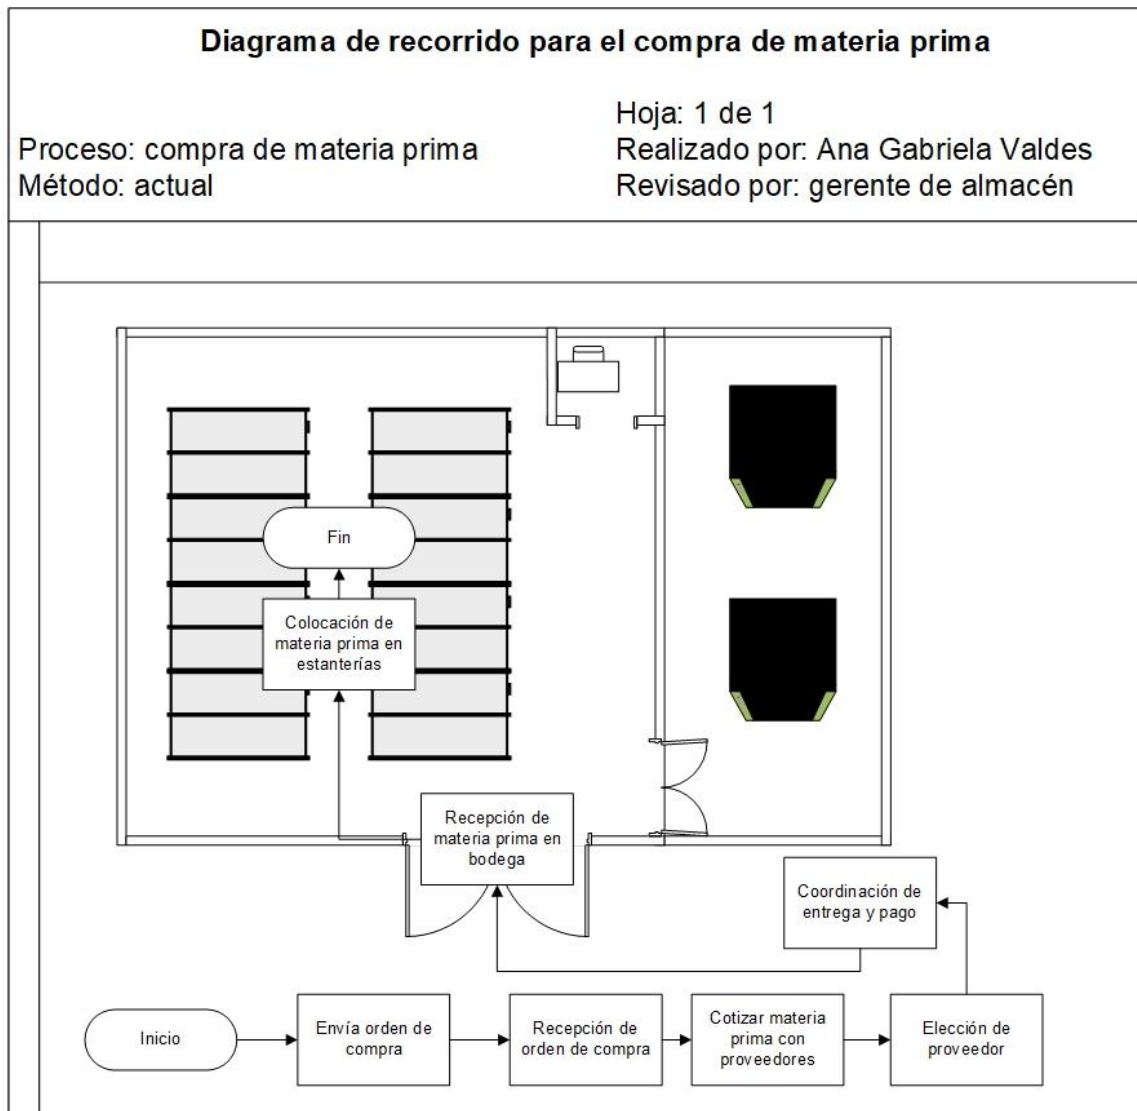 Diagrama de recorrido para el compra de materia prima
Hoja: 1 de 1
Proceso: compra de materia prima
Realizado por: Ana Gabriela Valdes
Método: actual
Revisado por: gerente de almacén
Fin
Colocación de
materia prima en
estanterías
Recepción de
materia prima en
bodega
Coordinación de
entrega y pago
Inicio
Envía orden de
compra
Recepción de
orden de compra
Cotizar materia
prima con
proveedores
Elección de
proveedor